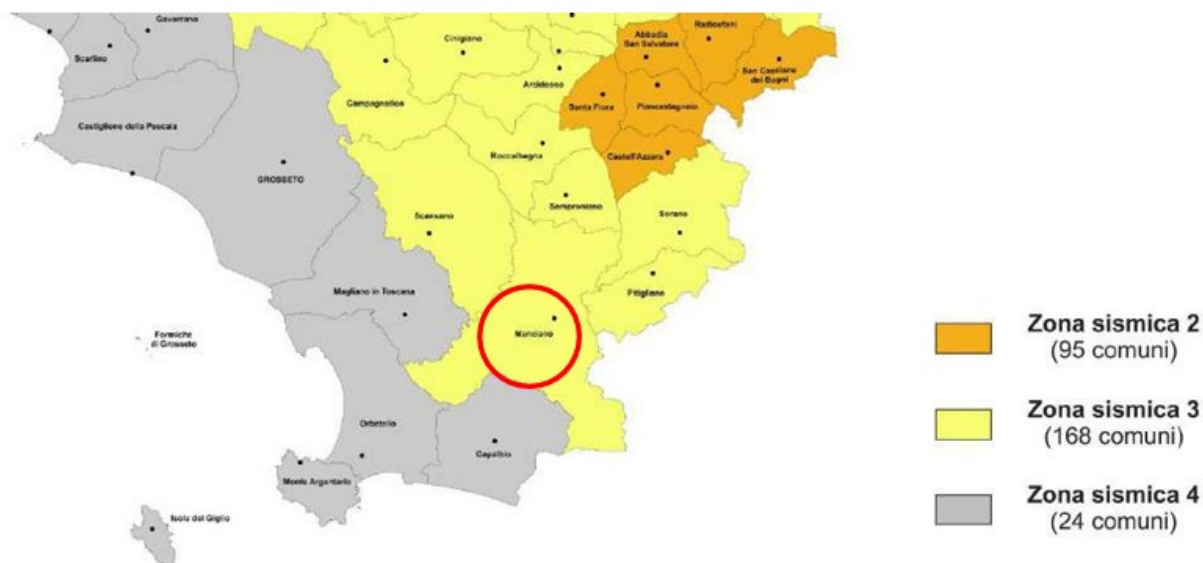 Gavorrano
Scarlino
Castiglione della Pescaia
GROSSETO
Campagnatico
Cinigiano
Arcidosso
Abbadia
San Salvatore
Radicofani
San Casciano
dei Bagni
Santa Fiora
Piancastagnaio
Castell'Azzara
Roccalbegna
Semproniano
Scansano
Sorano
Pitigliano
Magliano in Toscana
Manciano
Formiche
di Grosseto
Orbetello
Capalbio
Monte Argentario
Isola del Giglio
Zona sismica 2
(95 comuni)
Zona sismica 3
(168 comuni)
Zona sismica 4
(24 comuni)